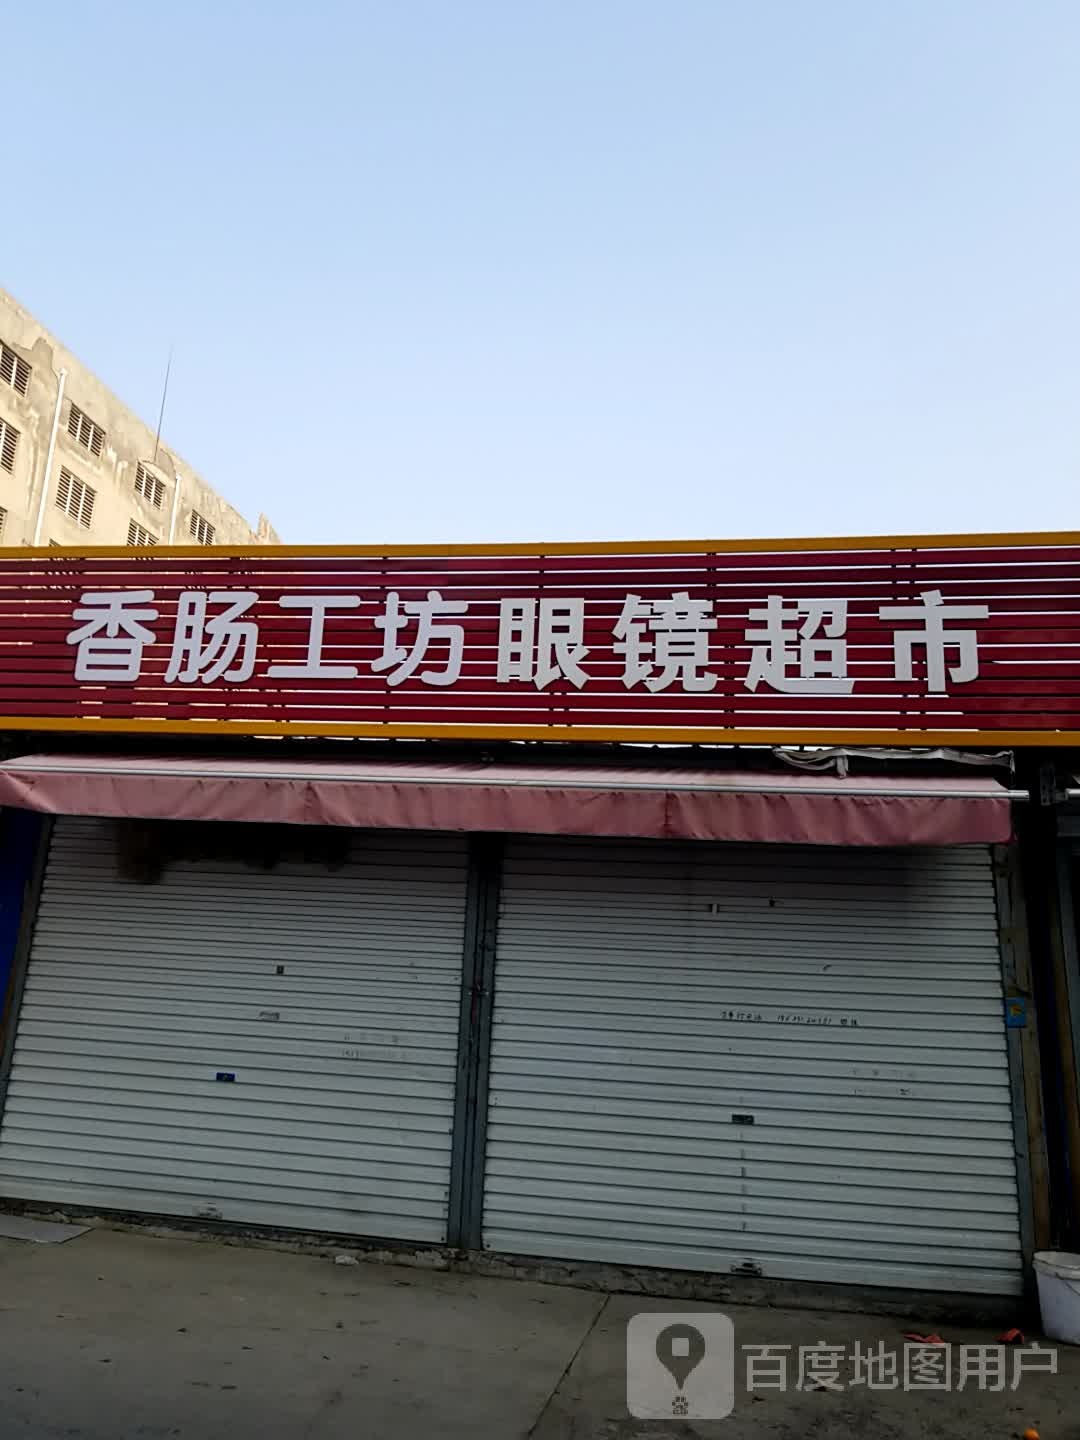 香肠工坊 眼镜超市
百度地图用户